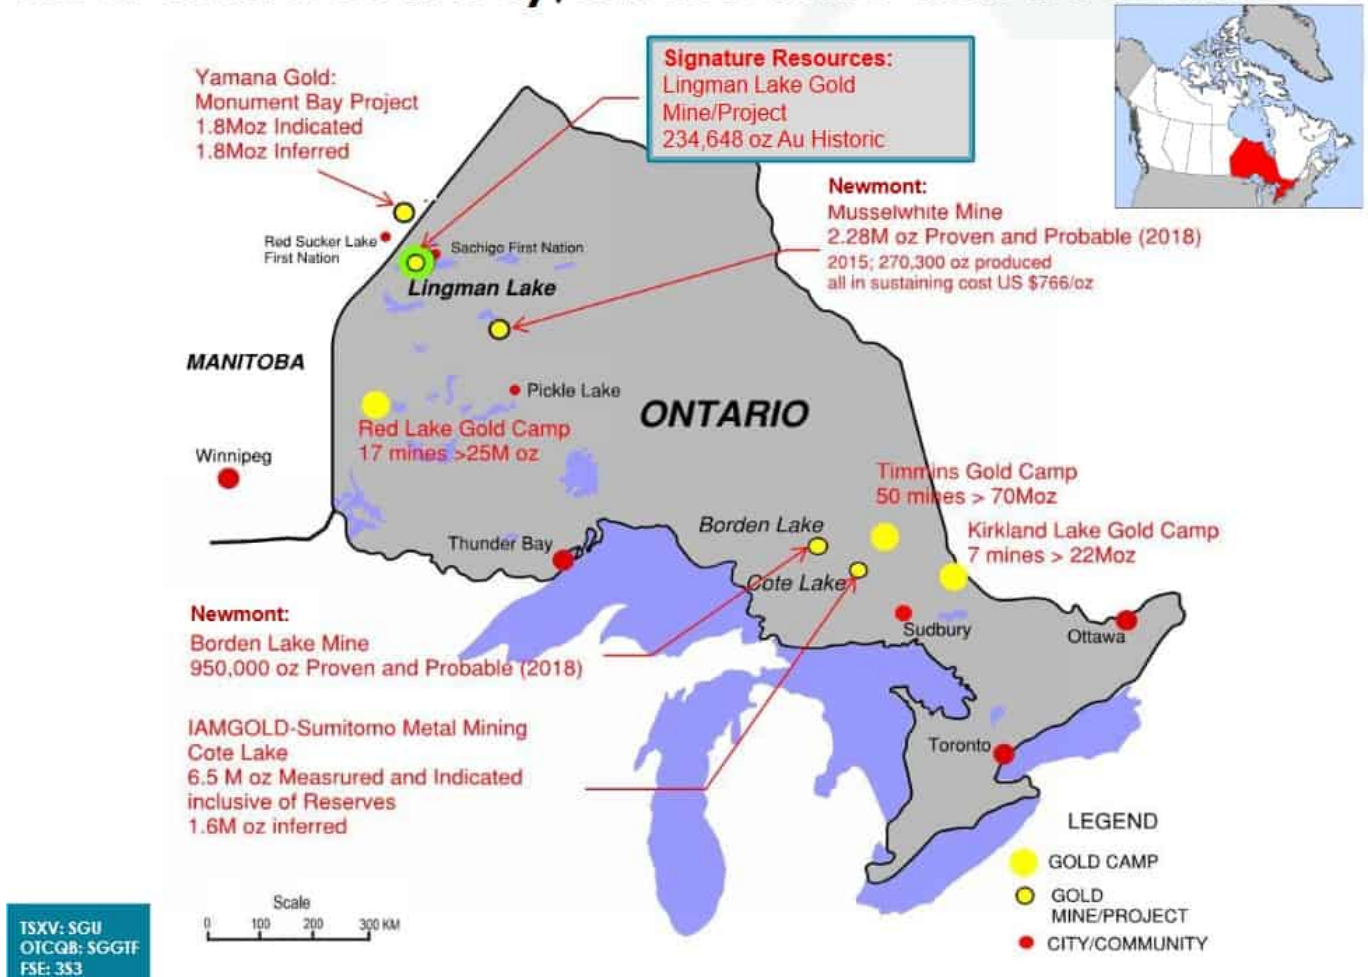 Yamana Gold:
Monument Bay Project
1.8Moz Indicated
1.8Moz Inferred
Signature Resources:
Lingman Lake Gold
Mine/Project
234,648 oz Au Historic
Newmont:
Musselwhite Mine
2.28M oz Proven and Probable (2018)
2015; 270,300 oz produced
all in sustaining cost US $766/oz
Red Sucker Lake
First Nation
Sachigo First Nation
Lingman Lake
MANITOBA
Pickle Lake
ONTARIO
Red Lake Gold Camp
17 mines >25M oz
Winnipeg
Timmins Gold Camp
50 mines > 70Moz
Borden Lake
Kirkland Lake Gold Camp
7 mines > 22Moz
Thunder Bay
Cote Lake
Newmont:
Borden Lake Mine
950,000 oz Proven and Probable (2018)
Sudbury
Ottawa
IAMGOLD-Sumitomo Metal Mining
Cote Lake
6.5 M oz Measrured and Indicated
inclusive of Reserves
1.6M oz inferred
Toronto
LEGEND
GOLD CAMP
GOLD
MINE/PROJECT
CITY/COMMUNITY
Scale
0 100 200 300 KM
TSXV: SGU
OTCQB: SGGTF
FSE: 3S3